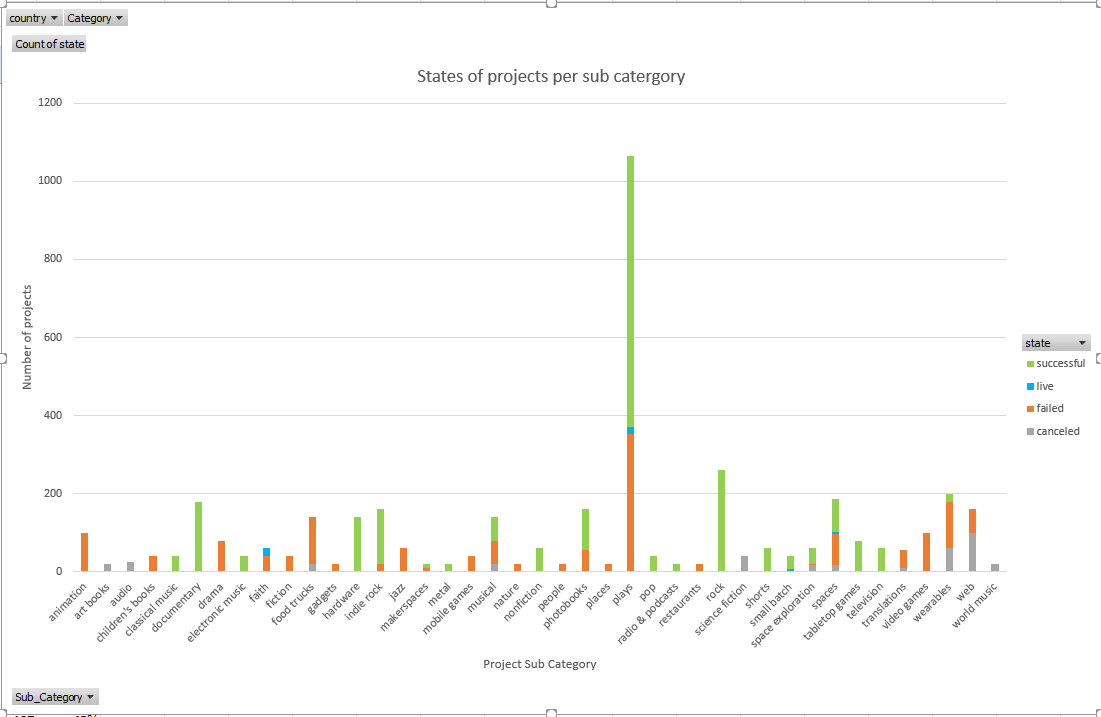 country Category
Count of state
States of projects per sub catergory
1200
1000
800
600
400
200
0
Number of projects
animation
art books
audio
children's books
classical music
documentary
drama
electronic music
faith
fiction
food trucks
gadgets
hardware
indie rock
jazz
makerspaces
metal
mobile games
musical
nature
nonfiction
people
photobooks
places
plays
pop
radio & podcasts
restaurants
rock
science fiction
shorts
small batch
space exploration
spaces
tabletop games
television
translations
video games
wearables
web
world music
Project Sub Category
state
successful
live
failed
canceled
Sub_Category